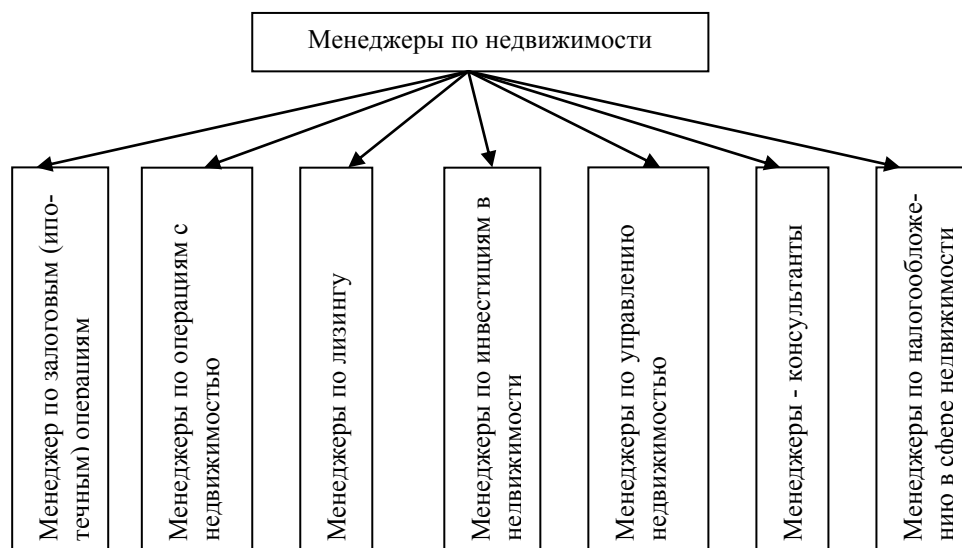 Менеджеры по недвижимости
Менеджер по залоговым (ипо-
течным) операциям
Менеджеры по операциям с
недвижимостью
Менеджеры по лизингу
Менеджеры по инвестициям в
недвижимости
Менеджеры по управлению
недвижимостью
Менеджеры - консультанты
Менеджеры по налогообложе-
нию в сфере недвижимости